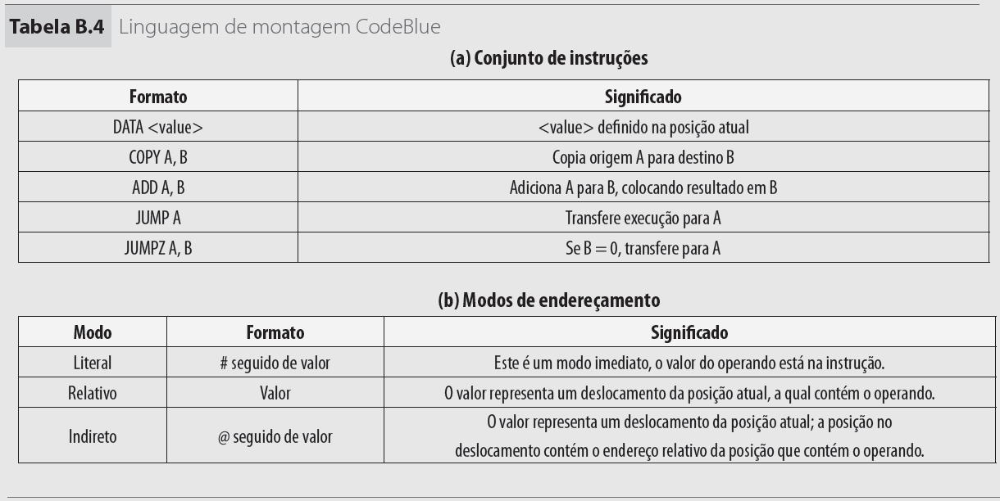 Tabela B.4 Linguagem de montagem CodeBlue
(a) Conjunto de instruções
Formato Significado
DATA <value> <value> definido na posição atual
COPY A, B Copia origem A para destino B
ADD A, B Adiciona A para B, colocando resultado em B
JUMP A Transfere execução para A
JUMPZ A, B Se B = 0, transfere para A
(b) Modos de endereçamento
Modo Formato Significado
Literal # seguido de valor Este é um modo imediato, o valor do operando está na instrução.
Relativo Valor O valor representa um deslocamento da posição atual, a qual contém o operando.
Indireto @ seguido de valor O valor representa um deslocamento da posição atual; a posição no
deslocamento contém o endereço relativo da posição que contém o operando.